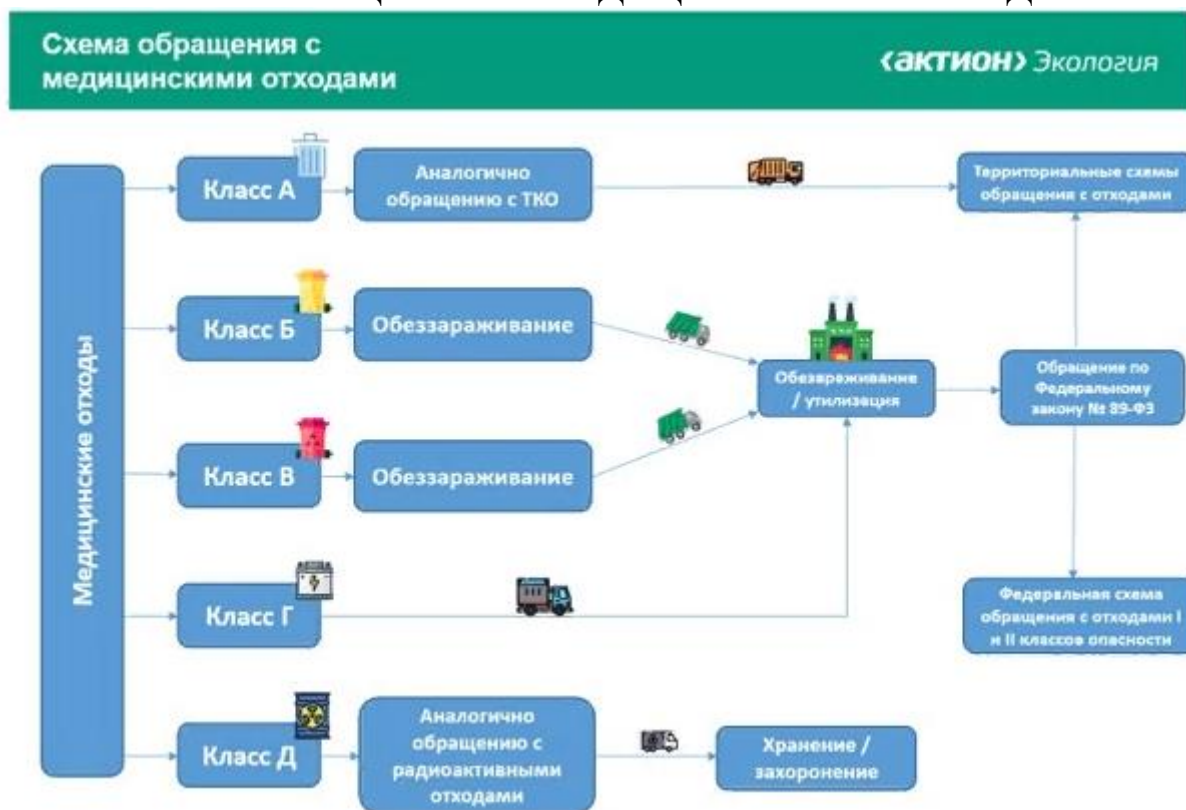 Схема обращения с
медицинскими отходами
‹актион› Экология
Медицинские отходы
Класс А
Аналогично
обращению с ТКО
Территориальные схемы
обращения с отходами
Класс Б
Обеззараживание
Обезараживание
/ утилизация
Обращение по
Федеральному
закону № 89-ФЗ
Класс В
Обеззараживание
Класс Г
Федеральная схема
обращения с отходами I
и II классов опасности
Класс Д
Аналогично
обращению с
радиоактивными
отходами
Хранение /
захоронение